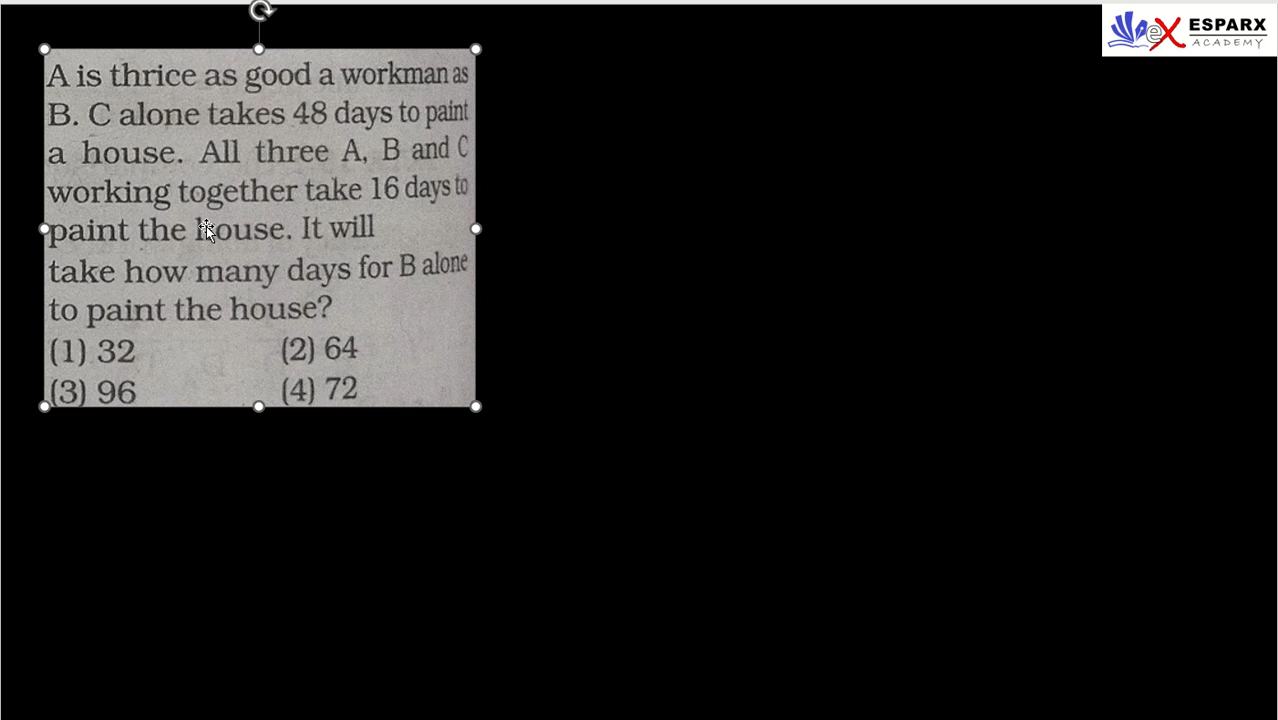 ESPARX
ACADEMY
A is thrice as good a workman as
B. C alone takes 48 days to paint
a house. All three A, B and C
working together take 16 days to
paint the house. It will
take how many days for B alone
to paint the house?
(1) 32 (2) 64
(3) 96 (4) 72